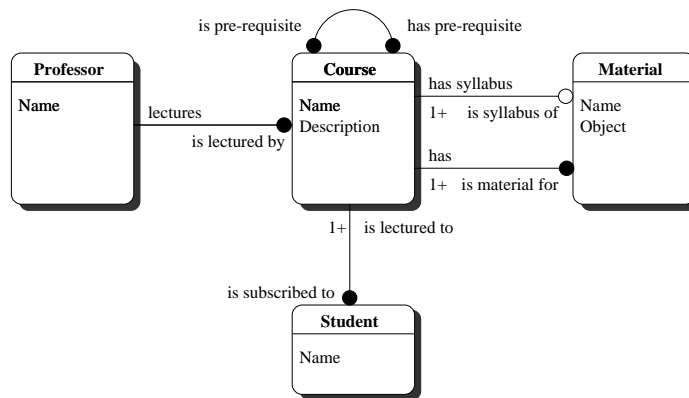 is pre-requisite
has pre-requisite
Professor
Name
Course
Name
Description
Material
Name
Object
lectures
is lectured by
has syllabus
1+ is syllabus of
has
1+ is material for
1+ is lectured to
is subscribed to
Student
Name